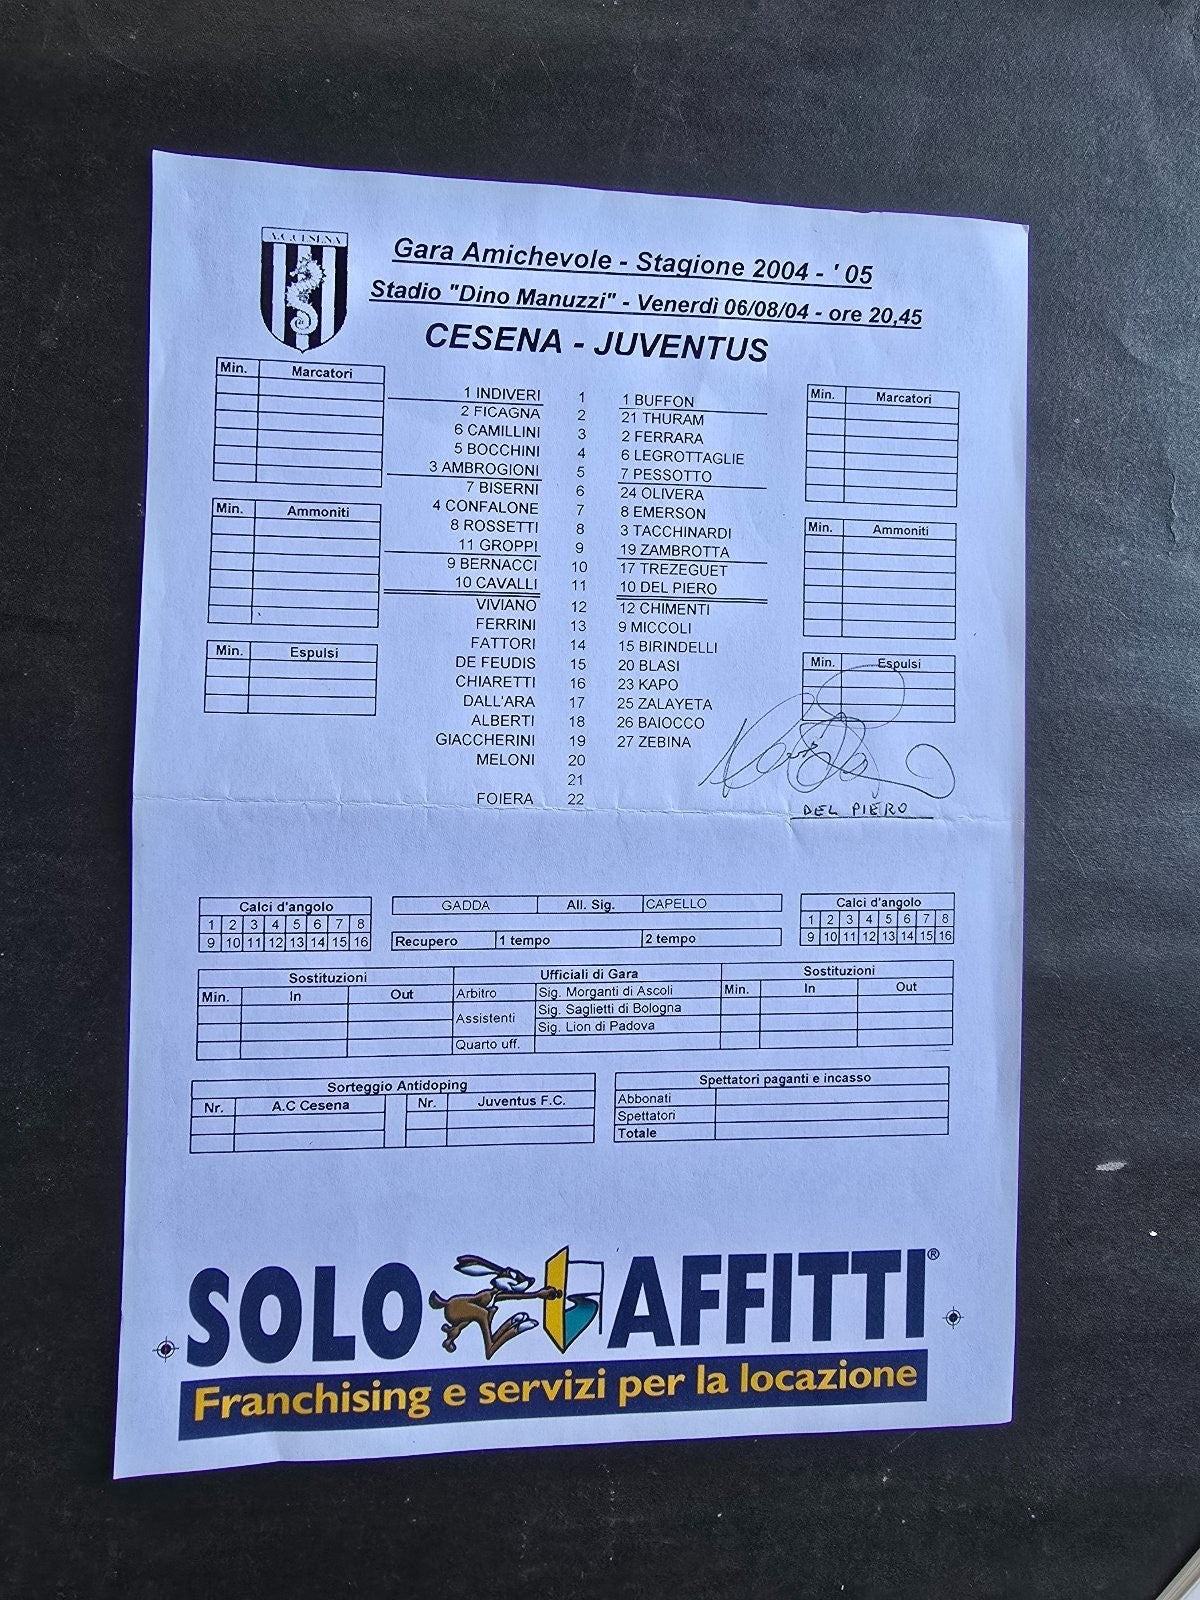 A.C.CESENA
Gara Amichevole - Stagione 2004 - ' 05
Stadio "Dino Manuzzi" - Venerdì 06/08/04 - ore 20,45
CESENA - JUVENTUS
Min. Marcatori
1 INDIVERI 1 1 BUFFON
2 FICAGNA 2 21 THURAM
6 CAMILLINI 3 2 FERRARA
5 BOCCHINI 4 6 LEGROTTAGLIE
3 AMBROGIONI 5 7 PESSOTTO
7 BISERNI 6 24 OLIVERA
4 CONFALONE 7 8 EMERSON
8 ROSSETTI 8 3 TACCHINARDI
11 GROPPI 9 19 ZAMBROTTA
9 BERNACCI 10 17 TREZEGUET
10 CAVALLI 11 10 DEL PIERO
VIVIANO 12 12 CHIMENTI
FERRINI 13 9 MICCOLI
FATTORI 14 15 BIRINDELLI
DE FEUDIS 15 20 BLASI
CHIARETTI 16 23 KAPO
DALL'ARA 17 25 ZALAYETA
ALBERTI 18 26 BAIOCCO
GIACCHERINI 19 27 ZEBINA
MELONI 20
21
FOIERA 22
Min. Ammoniti
Min. Espulsi
Min. Marcatori
Min. Ammoniti
Min. Espulsi
DEL PIERO
Calci d'angolo
1 2 3 4 5 6 7 8
9 10 11 12 13 14 15 16
GADDA All. Sig. CAPELLO
Recupero 1 tempo 2 tempo
Calci d'angolo
1 2 3 4 5 6 7 8
9 10 11 12 13 14 15 16
Sostituzioni Ufficiali di Gara Sostituzioni
Min. In Out Arbitro Sig. Morganti di Ascoli Min. In Out
Assistenti Sig. Saglietti di Bologna
Sig. Lion di Padova
Quarto uff.
Sorteggio Antidoping
Nr. A.C Cesena Nr. Juventus F.C.
Spettatori paganti e incasso
Abbonati
Spettatori
Totale
SOLO AFFITTI®
Franchising e servizi per la locazione